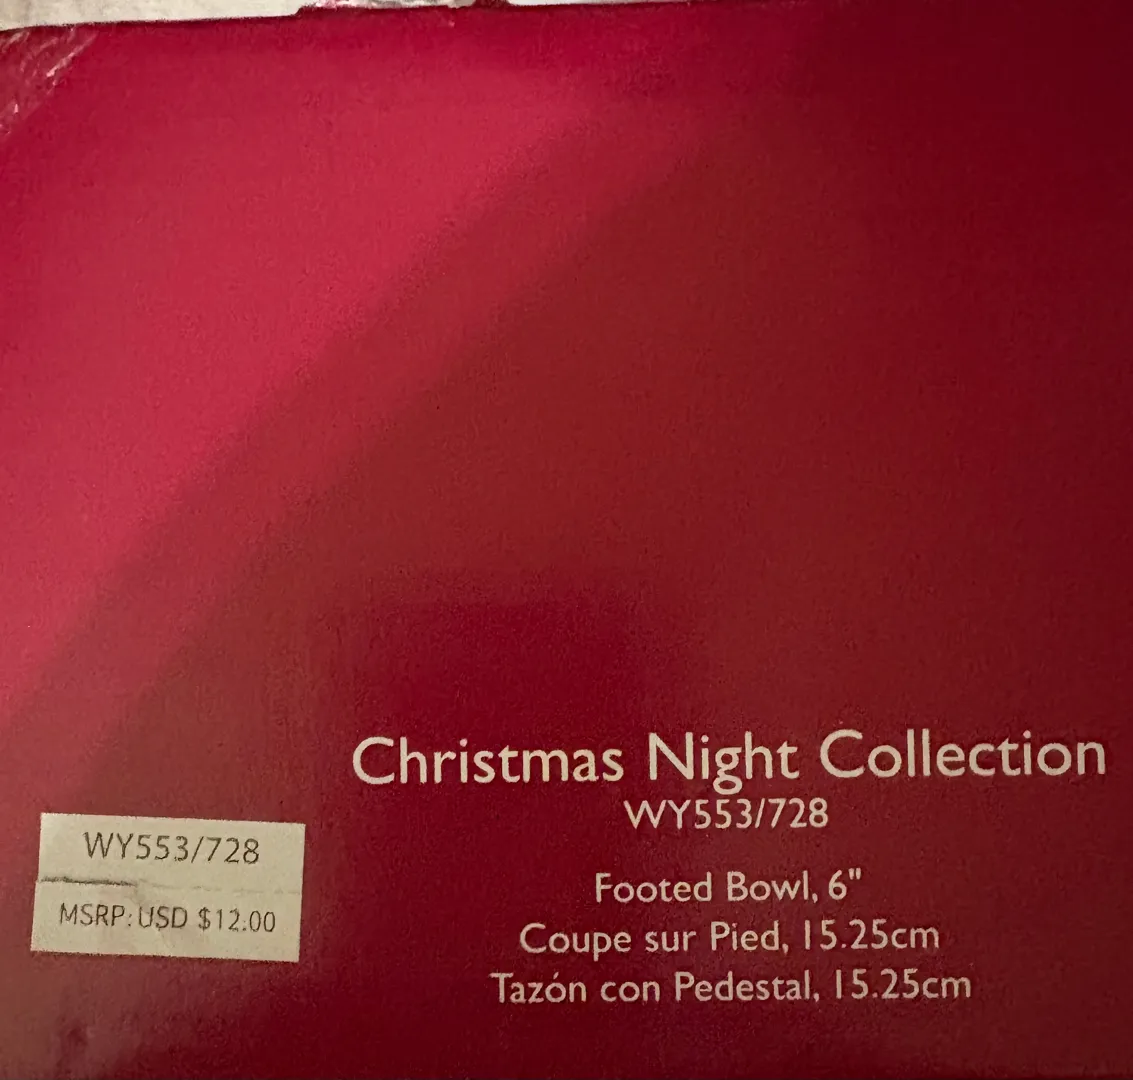 Christmas Night Collection
WY553/728
Footed Bowl, 6"
Coupe sur Pied, 15.25cm
Tazón con Pedestal, 15.25cm
WY553/728
MSRP: USD $12.00